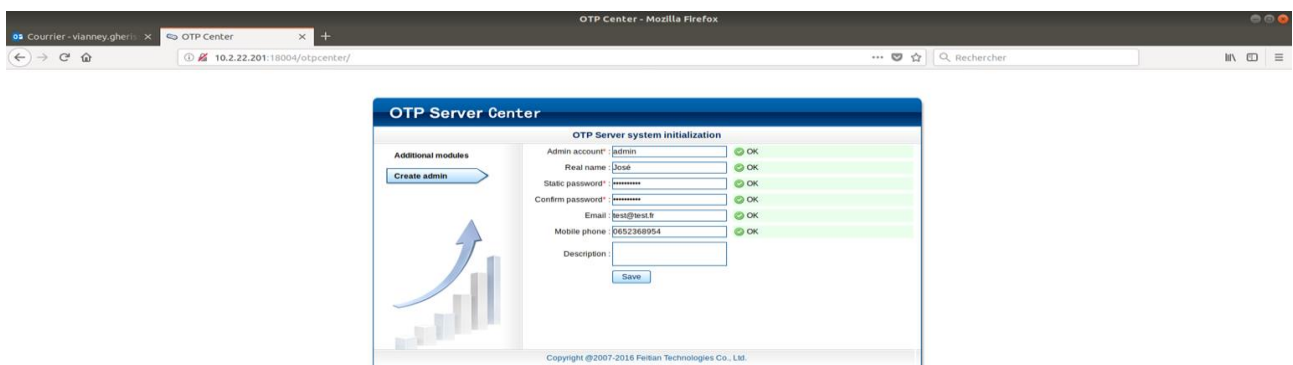 OTP Center - Mozilla Firefox
Courrier - vianney.gheri
OTP Center
10.2.22.201:18004/otpcenter/
Rechercher
OTP Server Center
OTP Server system initialization
Additional modules
Create admin
Admin account* : admin OK
Real name : José OK
Static password* : •••••••••• OK
Confirm password* : •••••••••• OK
Email : test@test.fr OK
Mobile phone : 0652368954 OK
Description :
Save
Copyright @2007-2016 Feitian Technologies Co., Ltd.